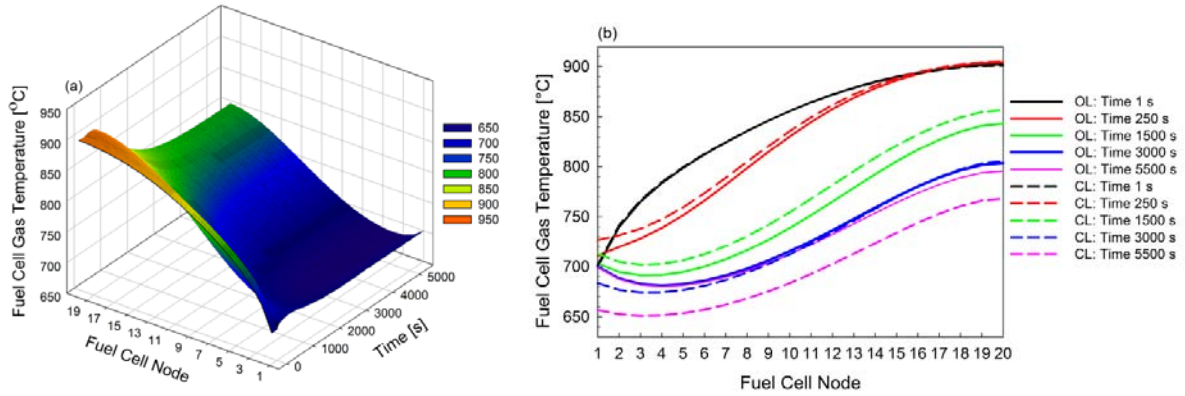 (a)
Fuel Cell Gas Temperature [°C]
950
900
850
800
750
700
650
19 17 15 13 11 9 7 5 3 1
Fuel Cell Node
0 1000 2000 3000 4000 5000
Time [s]
650
700
750
800
850
900
950
(b)
Fuel Cell Gas Temperature [°C]
900
850
800
750
700
650
1 2 3 4 5 6 7 8 9 10 11 12 13 14 15 16 17 18 19 20
Fuel Cell Node
OL: Time 1 s
OL: Time 250 s
OL: Time 1500 s
OL: Time 3000 s
OL: Time 5500 s
CL: Time 1 s
CL: Time 250 s
CL: Time 1500 s
CL: Time 3000 s
CL: Time 5500 s